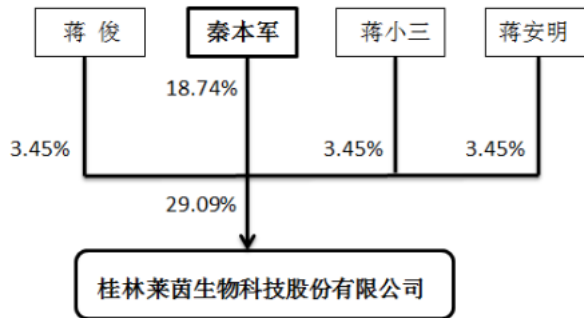 蒋 俊
秦本军
蒋小三
蒋安明
18.74%
3.45%
3.45%
3.45%
29.09%
桂林莱茵生物科技股份有限公司